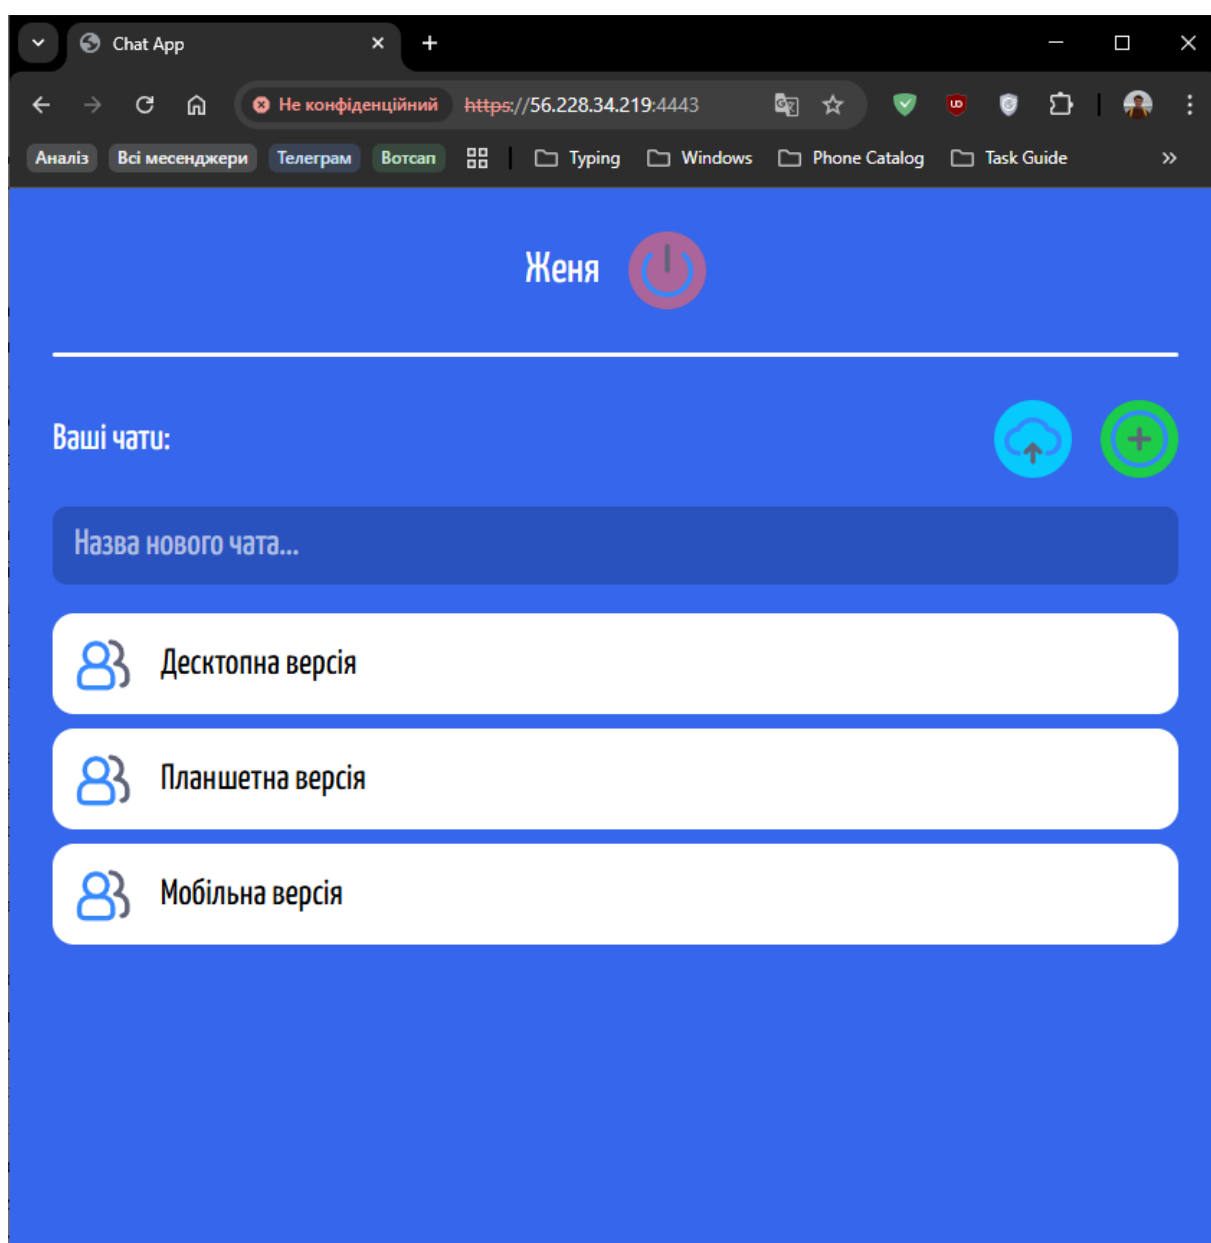 Chat App
Не конфіденційний https://56.228.34.219:4443
Аналіз Всі месенджери Телеграм Вотсап Typing Windows Phone Catalog Task Guide
Женя
Ваші чати:
Назва нового чата...
Десктопна версія
Планшетна версія
Мобільна версія